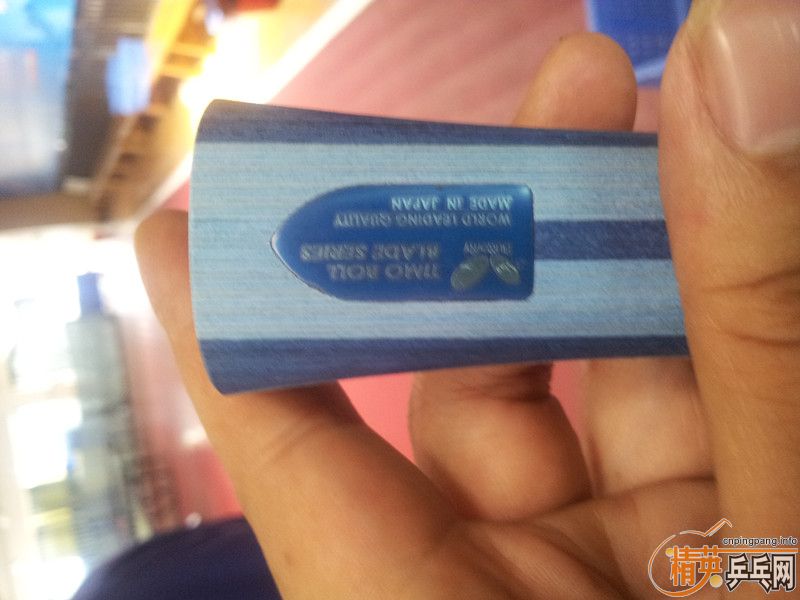 Butterfly
TIMO BOLL
BLADE SERIES
WORLD LEADING QUALITY
MADE IN JAPAN
cnpingpang.info
精英乒乓网